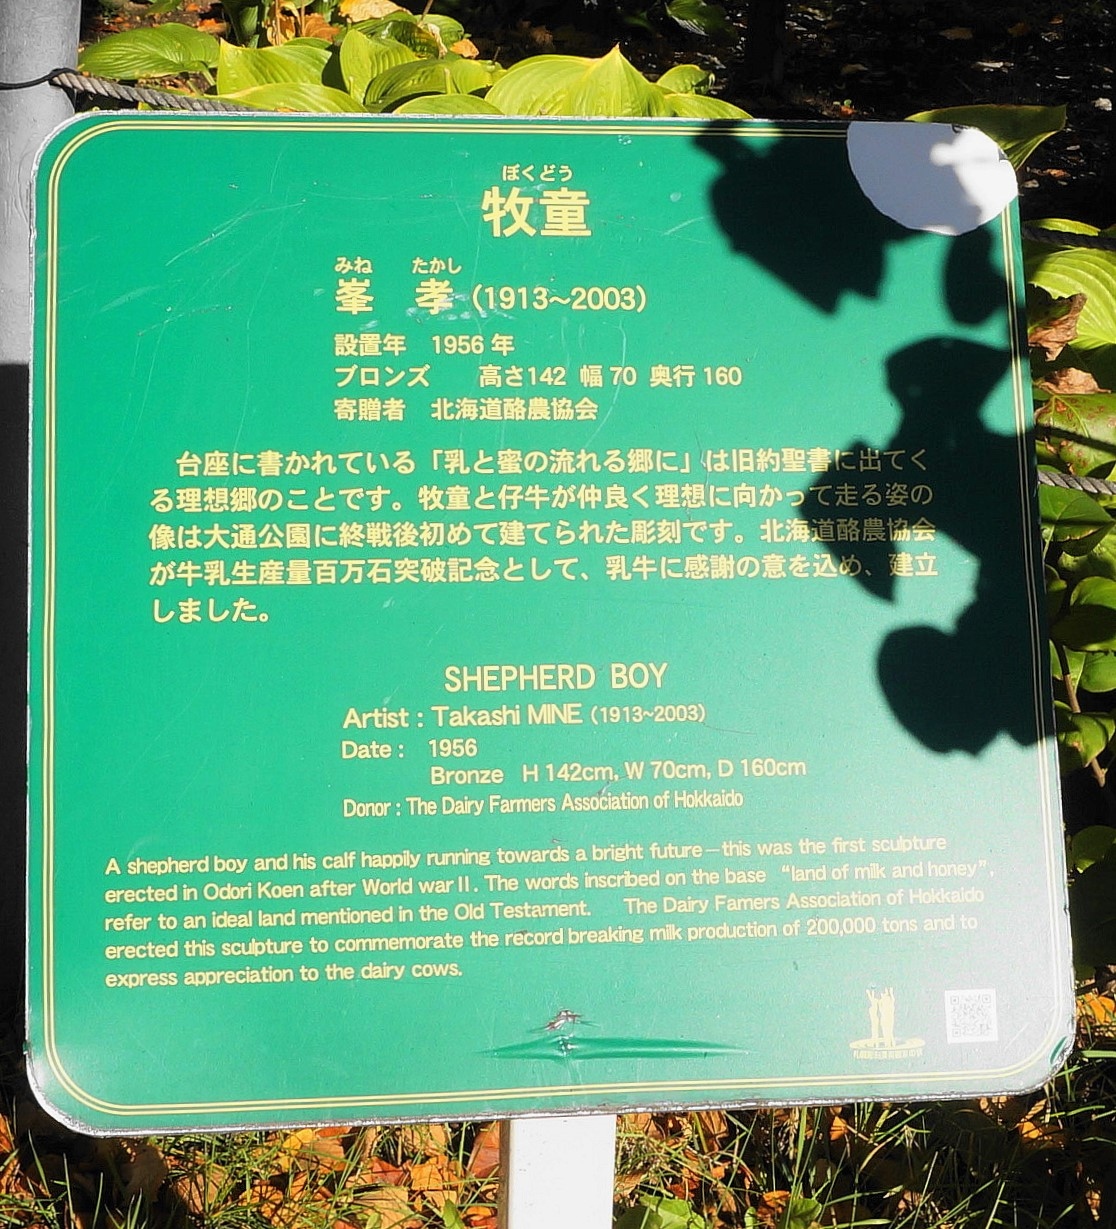 ぼくどう
牧童
みね たかし
峯 孝（1913～2003）
設置年 1956 年
ブロンズ 高さ142 幅 70 奥行 160
寄贈者 北海道酪農協会
台座に書かれている「乳と蜜の流れる郷に」は旧約聖書に出てく
る理想郷のことです。牧童と仔牛が仲良く理想に向かって走る姿の
像は大通公園に終戦後初めて建てられた彫刻です。北海道酪農協会
が牛乳生産量百万石突破記念として、乳牛に感謝の意を込め、建立
しました。
SHEPHERD BOY
Artist : Takashi MINE (1913~2003)
Date : 1956
Bronze H 142cm, W 70cm, D 160cm
Donor : The Dairy Farmers Association of Hokkaido
A shepherd boy and his calf happily running towards a bright future－this was the first sculpture
erected in Odori Koen after World war II. The words inscribed on the base “land of milk and honey”,
refer to an ideal land mentioned in the Old Testament. The Dairy Famers Association of Hokkaido
erected this sculpture to commemorate the record breaking milk production of 200,000 tons and to
express appreciation to the dairy cows.